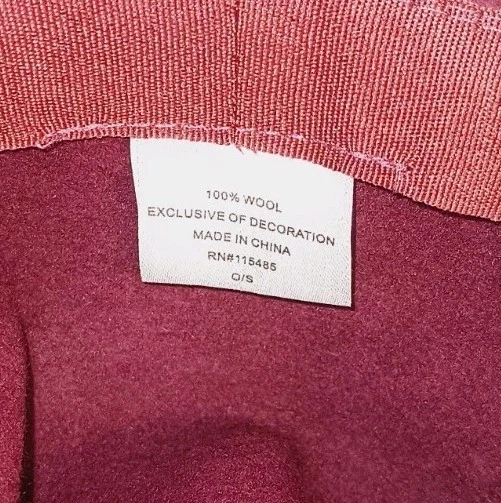 100% WOOL
EXCLUSIVE OF DECORATION
MADE IN CHINA
RN#115485
O/S